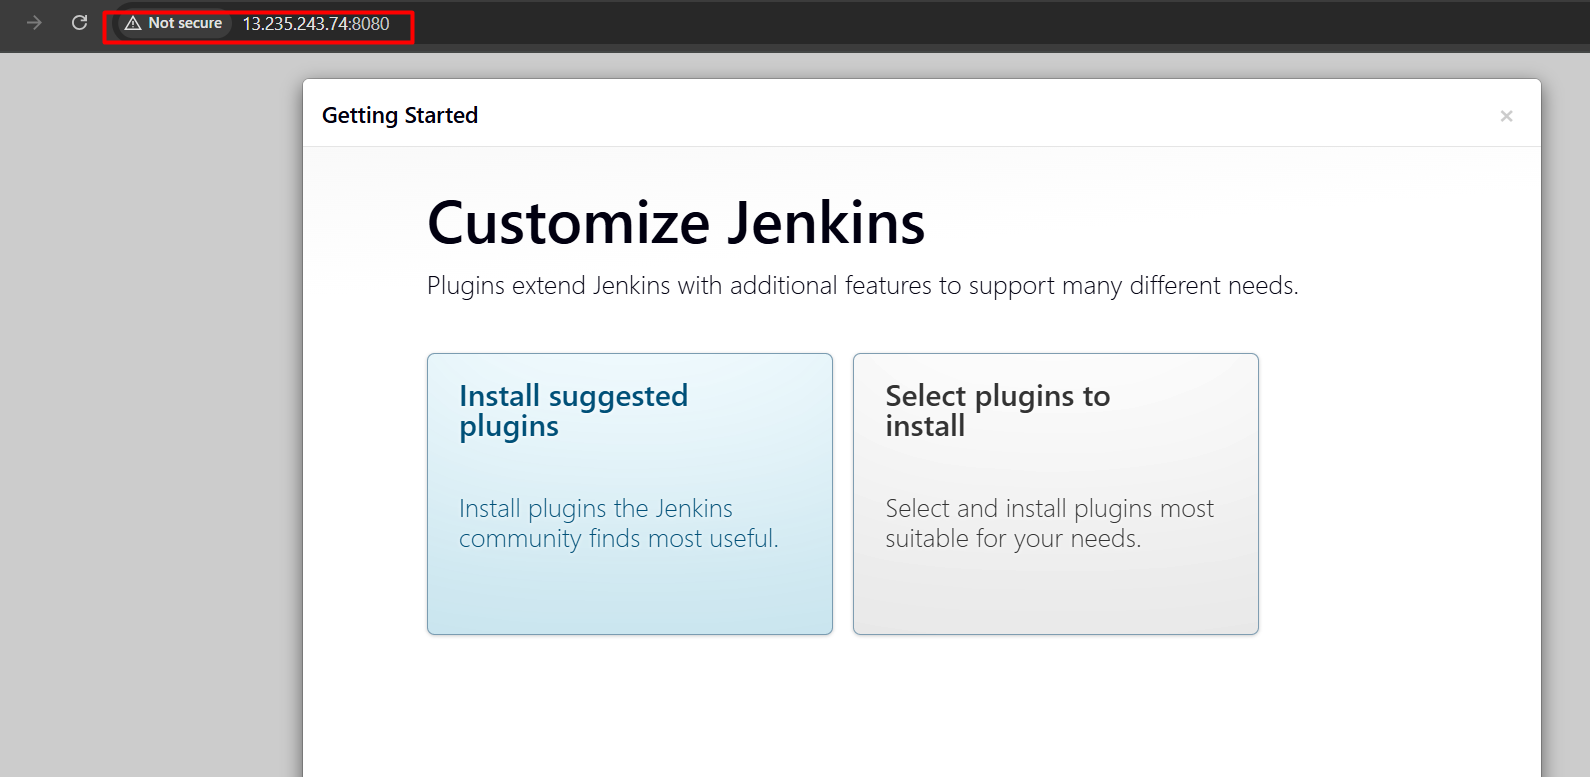 Not secure 13.235.243.74:8080
Getting Started
Customize Jenkins
Plugins extend Jenkins with additional features to support many different needs.
Install suggested
plugins
Install plugins the Jenkins
community finds most useful.
Select plugins to
install
Select and install plugins most
suitable for your needs.